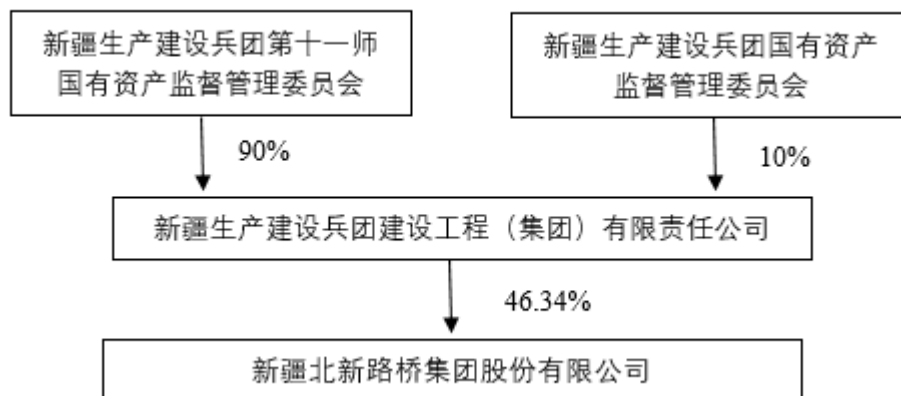 新疆生产建设兵团第十一师
国有资产监督管理委员会
新疆生产建设兵团国有资产
监督管理委员会
90%
10%
新疆生产建设兵团建设工程（集团）有限责任公司
46.34%
新疆北新路桥集团股份有限公司